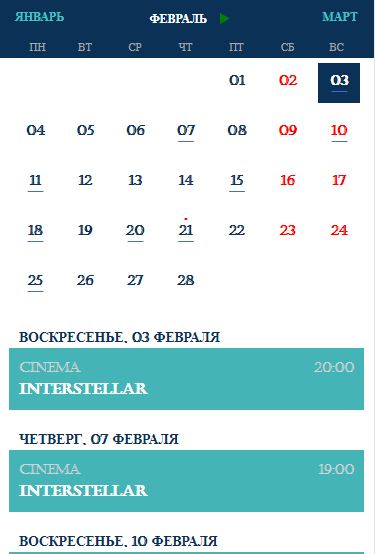 ЯНВАРЬ ФЕВРАЛЬ МАРТ
ПН ВТ СР ЧТ ПТ СБ ВС
01 02 03
04 05 06 07 08 09 10
11 12 13 14 15 16 17
18 19 20 21 22 23 24
25 26 27 28
ВОСКРЕСЕНЬЕ, 03 ФЕВРАЛЯ
CINEMA 20:00
INTERSTELLAR
ЧЕТВЕРГ, 07 ФЕВРАЛЯ
CINEMA 19:00
INTERSTELLAR
ВОСКРЕСЕНЬЕ, 10 ФЕВРАЛЯ